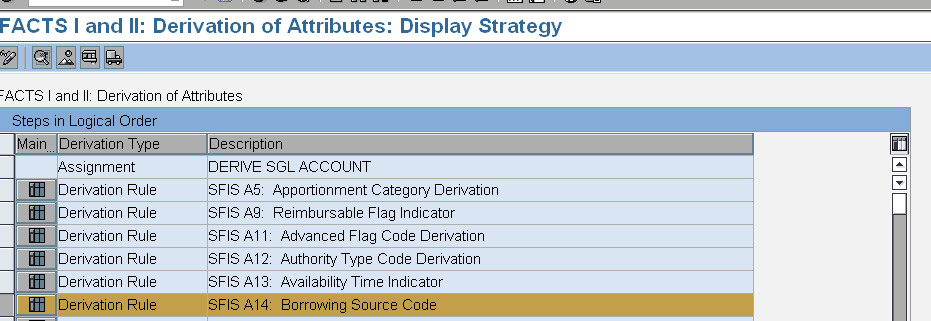 FACTS I and II: Derivation of Attributes: Display Strategy
FACTS I and II: Derivation of Attributes
Steps in Logical Order
Main... Derivation Type Description
Assignment DERIVE SGL ACCOUNT
Derivation Rule SFIS A5: Apportionment Category Derivation
Derivation Rule SFIS A9: Reimbursable Flag Indicator
Derivation Rule SFIS A11: Advanced Flag Code Derivation
Derivation Rule SFIS A12: Authority Type Code Derivation
Derivation Rule SFIS A13: Availability Time Indicator
Derivation Rule SFIS A14: Borrowing Source Code